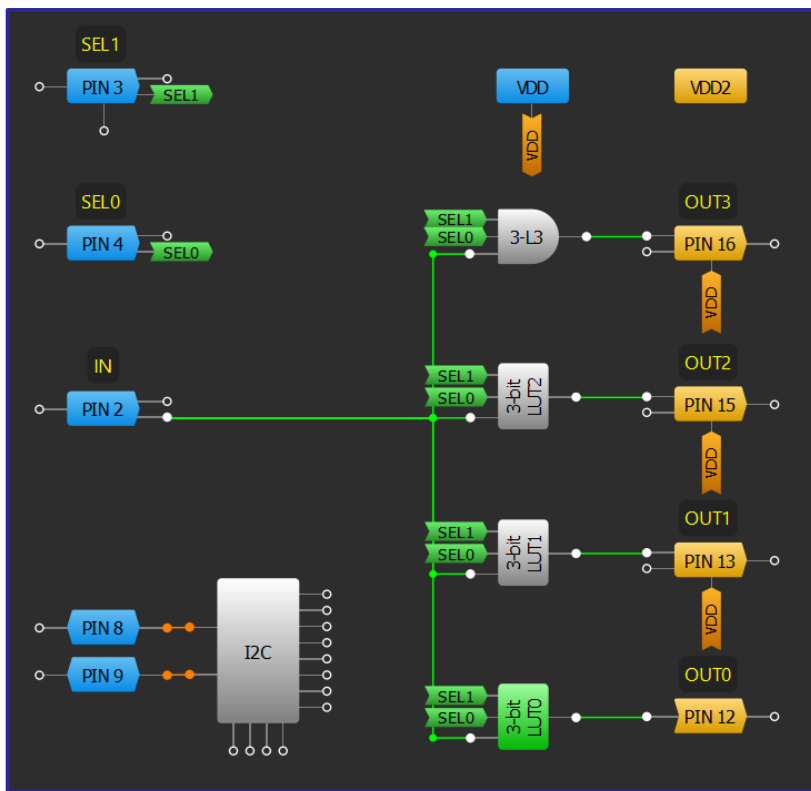 SEL1
PIN 3
SEL1
VDD
VDD2
VDD
SEL0
PIN 4
SEL0
SEL1
SEL0
3-L3
OUT3
PIN 16
VDD
IN
PIN 2
SEL1
SEL0
3-bit
LUT2
OUT2
PIN 15
VDD
SEL1
SEL0
3-bit
LUT1
OUT1
PIN 13
VDD
PIN 8
PIN 9
I2C
SEL1
SEL0
3-bit
LUT0
OUT0
PIN 12